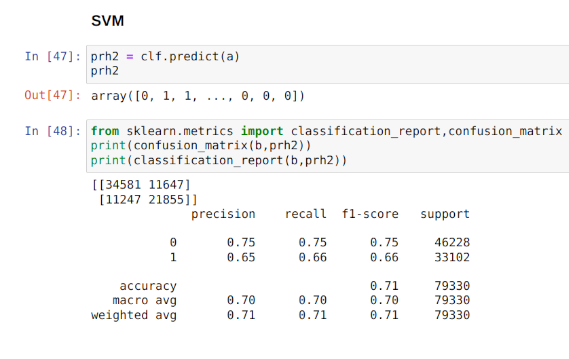 SVM
In [47]: prh2 = clf.predict(a)
prh2
Out[47]: array([0, 1, 1, ..., 0, 0, 0])
In [48]: from sklearn.metrics import classification_report,confusion_matrix
print(confusion_matrix(b,prh2))
print(classification_report(b,prh2))
[[34581 11647]
[11247 21855]]
precision recall f1-score support
0 0.75 0.75 0.75 46228
1 0.65 0.66 0.66 33102
accuracy 0.71 79330
macro avg 0.70 0.70 0.70 79330
weighted avg 0.71 0.71 0.71 79330